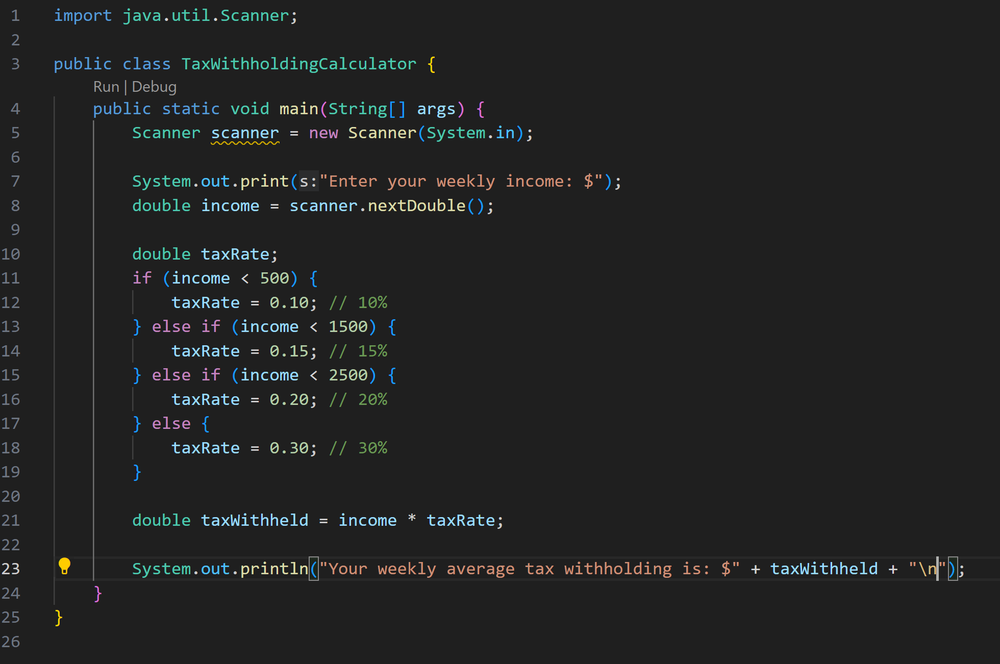 1 import java.util.Scanner;
2
3 public class TaxWithholdingCalculator {
Run | Debug
4 public static void main(String[] args) {
5 Scanner scanner = new Scanner(System.in);
6
7 System.out.print(s:"Enter your weekly income: $");
8 double income = scanner.nextDouble();
9
10 double taxRate;
11 if (income < 500) {
12 taxRate = 0.10; // 10%
13 } else if (income < 1500) {
14 taxRate = 0.15; // 15%
15 } else if (income < 2500) {
16 taxRate = 0.20; // 20%
17 } else {
18 taxRate = 0.30; // 30%
19 }
20
21 double taxWithheld = income * taxRate;
22
23 System.out.println("Your weekly average tax withholding is: $" + taxWithheld + "\n");
24 }
25 }
26